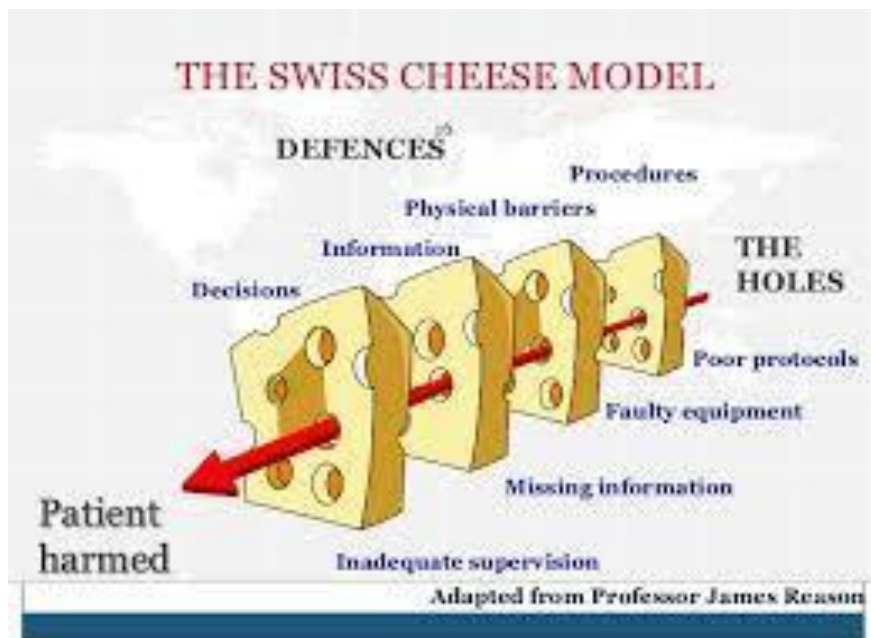 THE SWISS CHEESE MODEL
DEFENCES
Procedures
Physical barriers
Information
Decisions
THE
HOLES
Poor protocols
Faulty equipment
Missing information
Patient
harmed
Inadequate supervision
Adapted from Professor James Reason